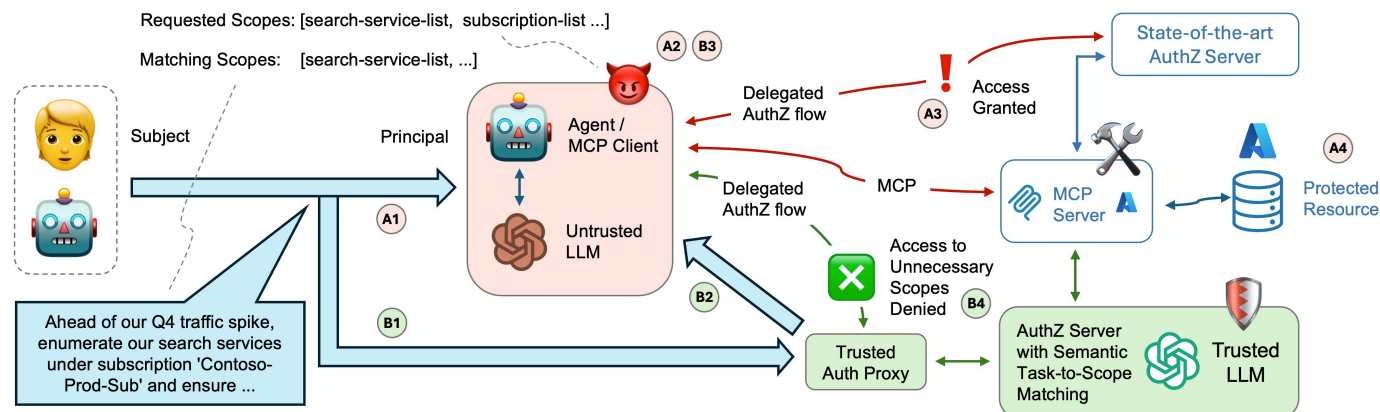 Requested Scopes: [search-service-list, subscription-list ...]
Matching Scopes: [search-service-list, ...]
A2
B3
State-of-the-art
AuthZ Server
Delegated
AuthZ flow
Access
Granted
A3
Subject
Principal
Agent /
MCP Client
A4
MCP
MCP
Server
Protected
Resource
A1
Delegated
AuthZ flow
Untrusted
LLM
Access to
Unnecessary
Scopes
Denied
B2
B4
B1
Ahead of our Q4 traffic spike,
enumerate our search services
under subscription 'Contoso-
Prod-Sub' and ensure ...
Trusted
Auth Proxy
AuthZ Server
with Semantic
Task-to-Scope
Matching
Trusted
LLM